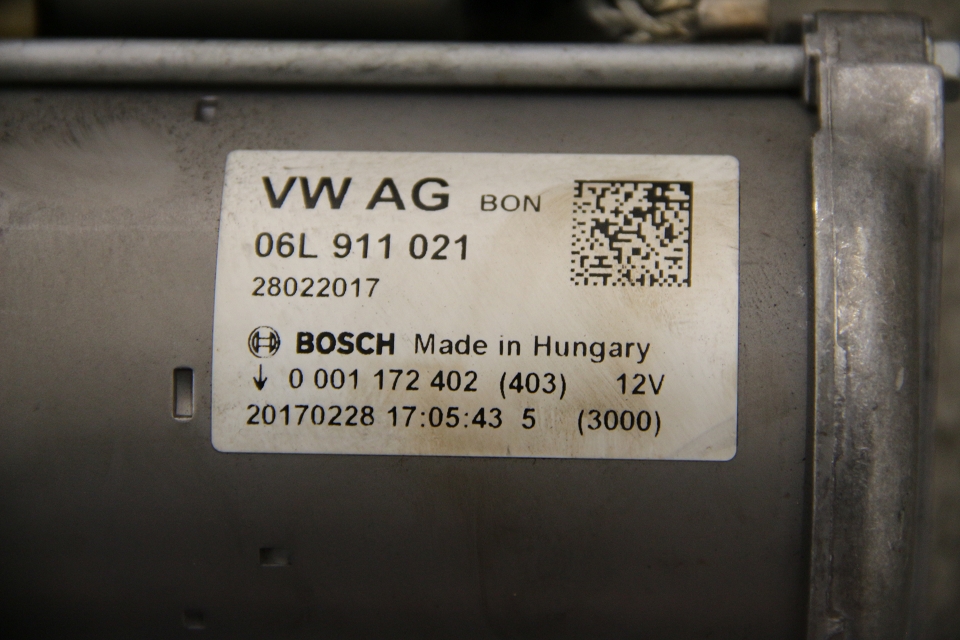 VW AG BON
06L 911 021
28022017
BOSCH Made in Hungary
↓ 0 001 172 402 (403) 12V
20170228 17:05:43 5 (3000)